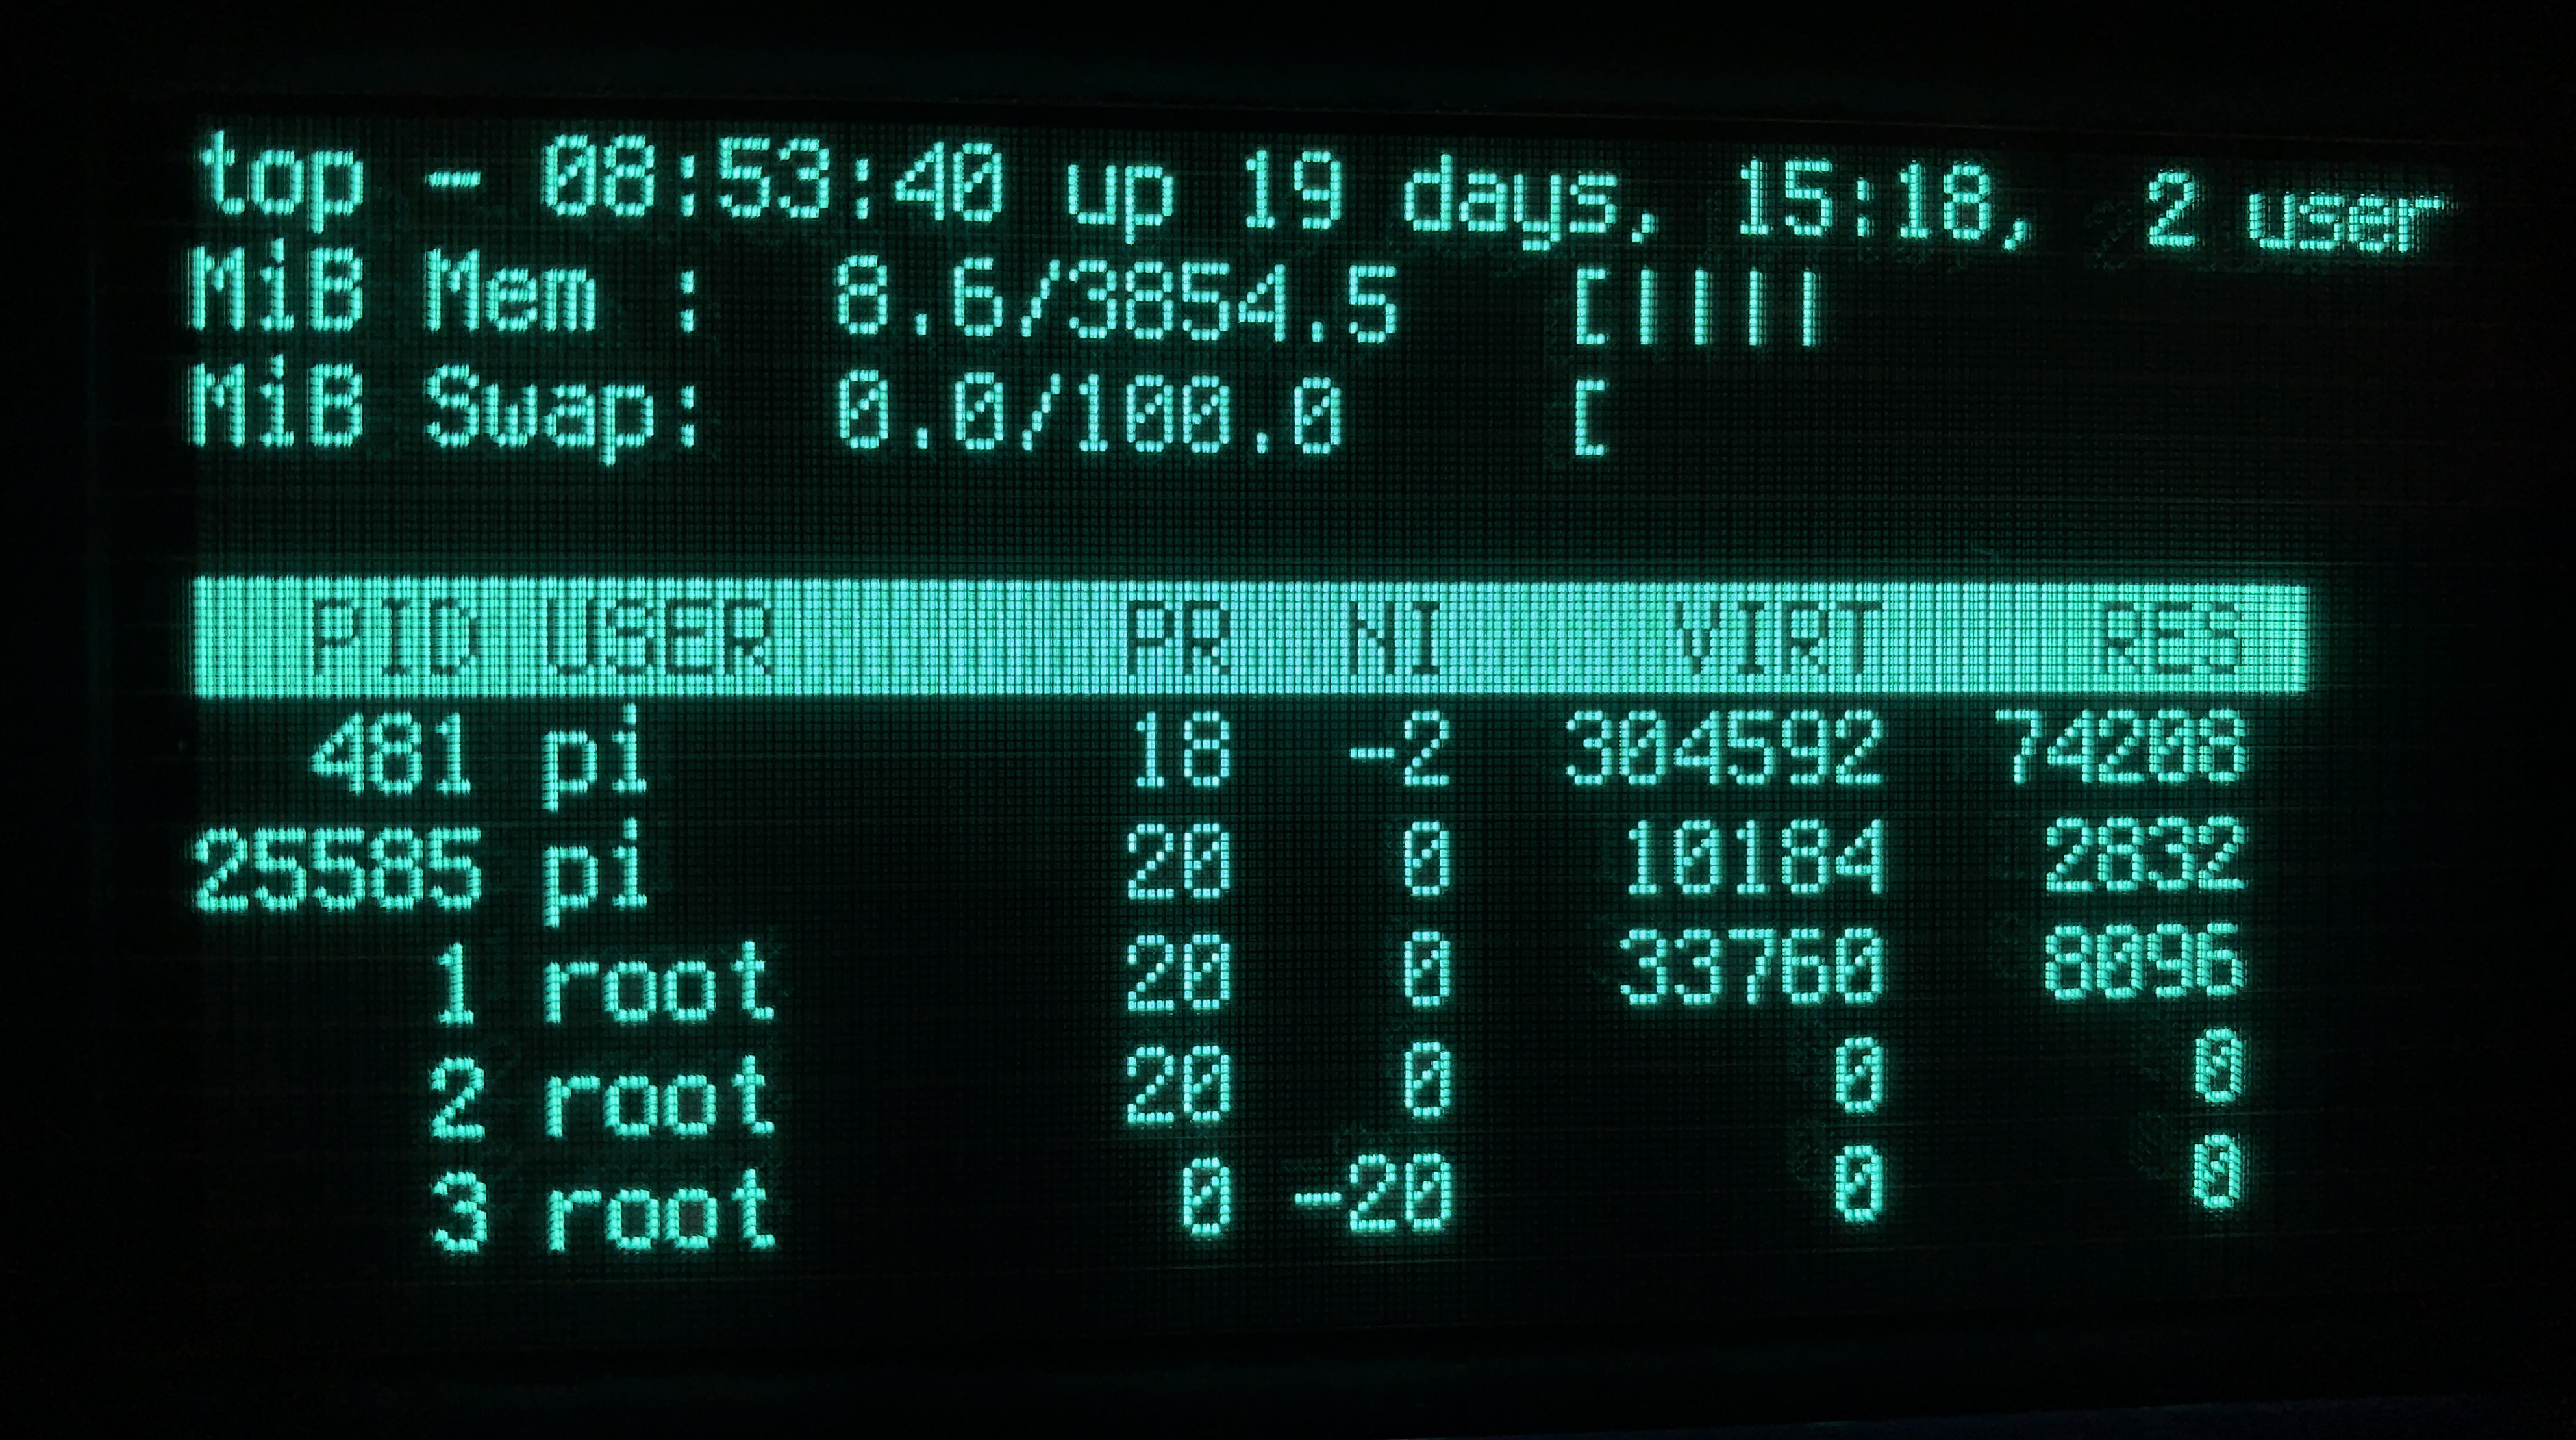 top - 08:53:40 up 19 days, 15:18,  2 user
MiB Mem :  8.6/3854.5   [||||
MiB Swap:  0.0/100.0    [
PID USER      PR  NI    VIRT    RES
481 pi        18  -2  304592  74208
25585 pi        20   0   10184   2832
1 root      20   0   33760   8096
2 root      20   0       0      0
3 root       0 -20       0      0